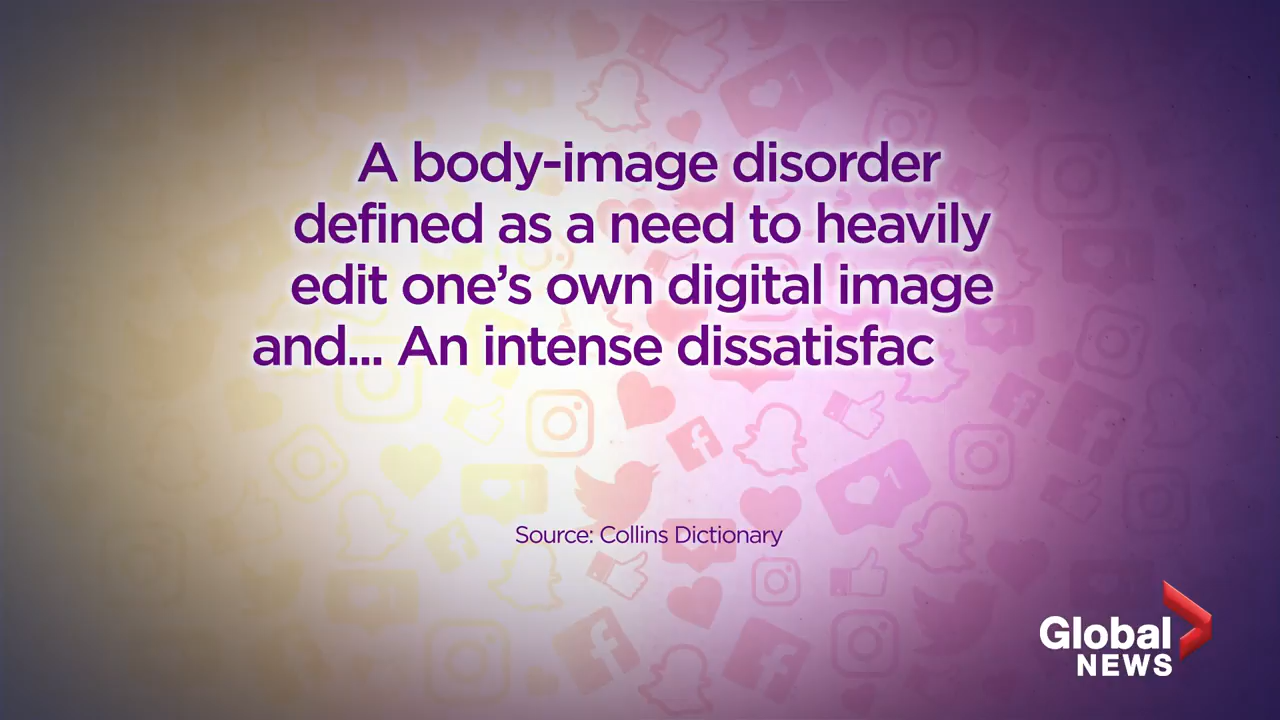 A body-image disorder
defined as a need to heavily
edit one’s own digital image
and... An intense dissatisfac
Source: Collins Dictionary
Global
NEWS